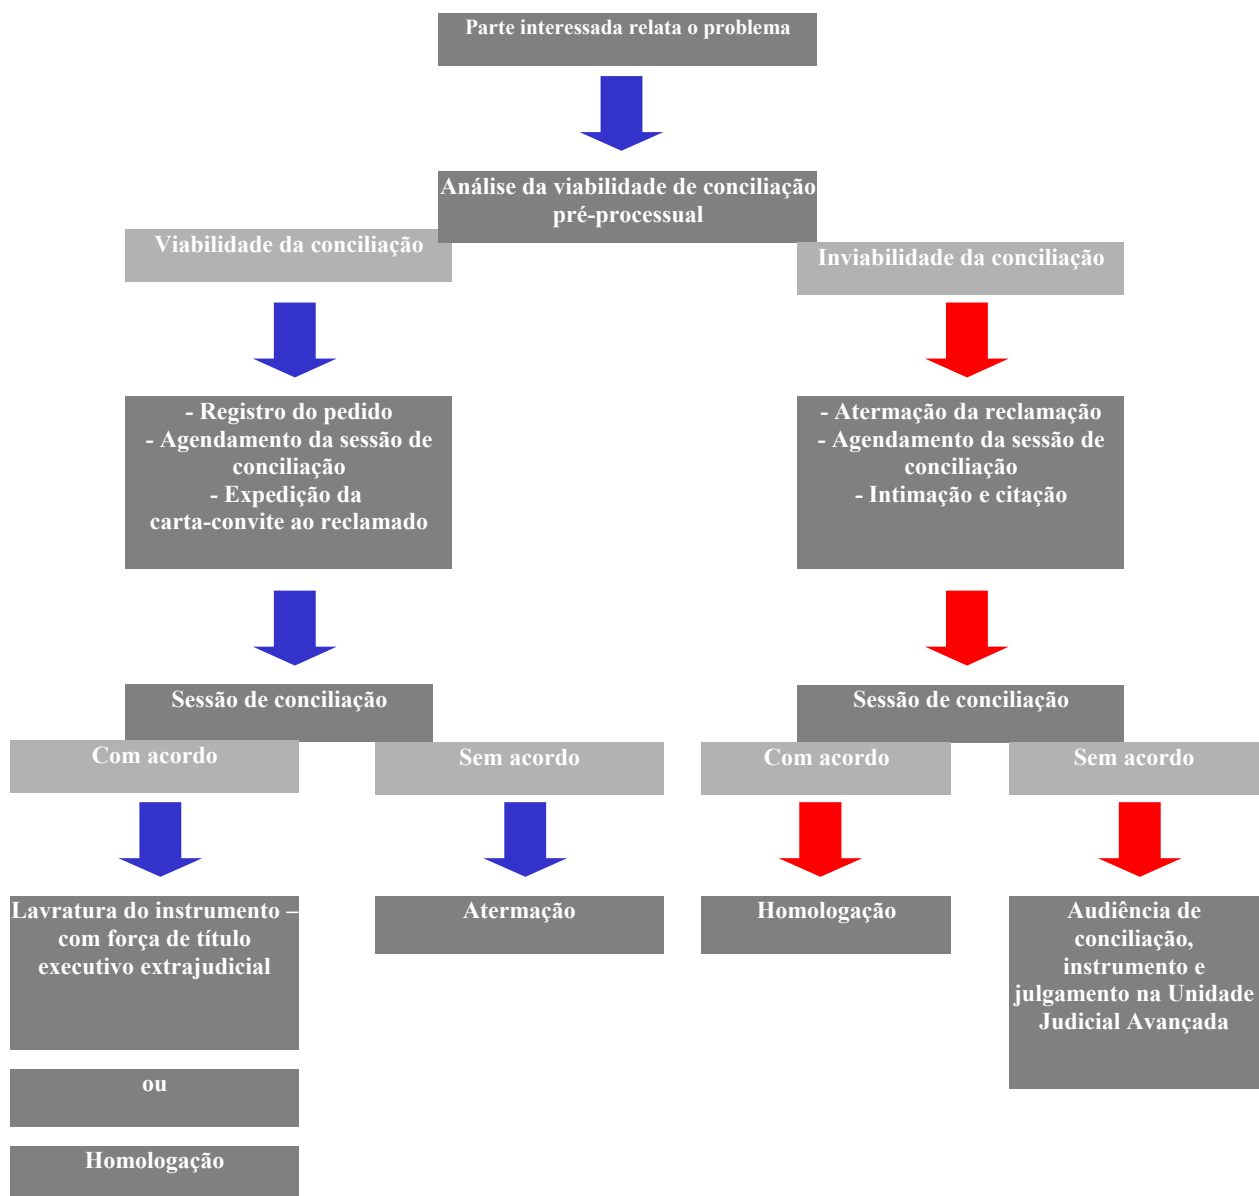 Parte interessada relata o problema
Análise da viabilidade de conciliação
pré-processual
Viabilidade da conciliação
Inviabilidade da conciliação
- Registro do pedido
- Agendamento da sessão de
conciliação
- Expedição da
carta-convite ao reclamado
- Atermação da reclamação
- Agendamento da sessão de
conciliação
- Intimação e citação
Sessão de conciliação
Sessão de conciliação
Com acordo
Sem acordo
Com acordo
Sem acordo
Lavratura do instrumento –
com força de título
executivo extrajudicial
Atermação
Homologação
Audiência de
conciliação,
instrumento e
julgamento na Unidade
Judicial Avançada
ou
Homologação